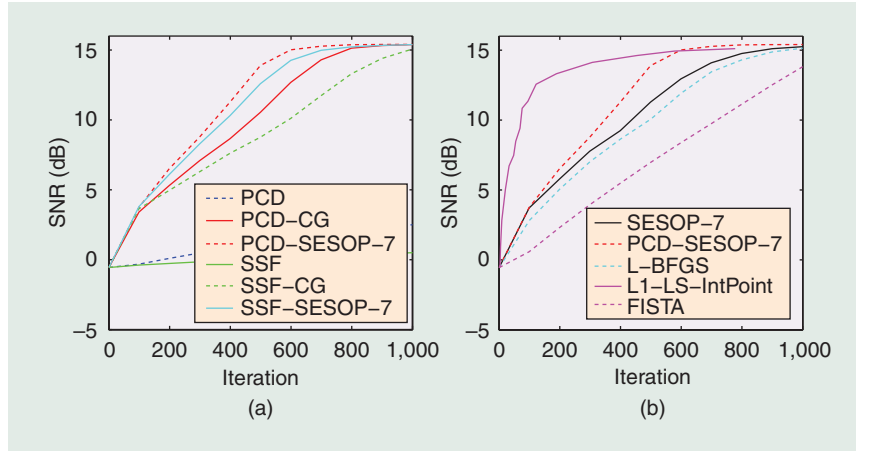 SNR (dB)
15
10
5
0
–5
PCD
PCD–CG
PCD–SESOP–7
SSF
SSF–CG
SSF–SESOP–7
0 200 400 600 800 1,000
Iteration
(a)
SNR (dB)
15
10
5
0
–5
SESOP–7
PCD–SESOP–7
L–BFGS
L1–LS–IntPoint
FISTA
0 200 400 600 800 1,000
Iteration
(b)